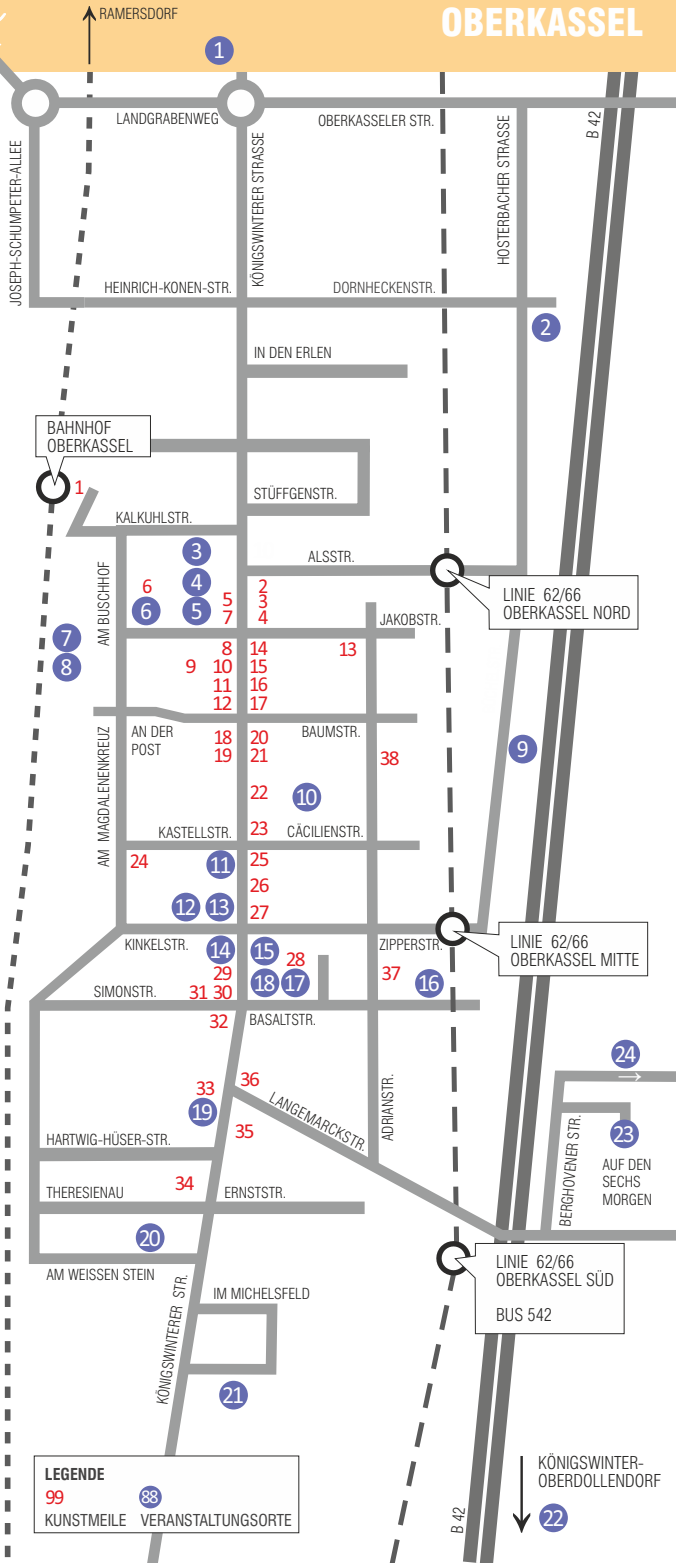 RAMERSDORF
OBERKASSEL
1
LANDGRABENWEG
OBERKASSELER STR.
B 42
JOSEPH-SCHUMPETER-ALLEE
KÖNIGSWINTERER STRASSE
HOSTERBACHER STRASSE
HEINRICH-KONEN-STR.
DORNHECKENSTR.
2
IN DEN ERLEN
BAHNHOF
OBERKASSEL
1
STÜFFGENSTR.
KALKUHLSTR.
3
ALSSTR.
AM BUSCHHOF
6
4
2
LINIE 62/66
OBERKASSEL NORD
6
5
5
3
7
4
JAKOBSTR.
7
8
8
14
13
9
10
15
11
16
12
17
AN DER
POST
BAUMSTR.
18
20
19
21
38
9
AM MAGDALENENKREUZ
22
10
23
KASTELLSTR.
CÄCILIENSTR.
24
11
25
26
12
13
27
KINKELSTR.
14
15
28
ZIPPERSTR.
LINIE 62/66
OBERKASSEL MITTE
29
18
17
37
16
SIMONSTR.
31
30
32
BASALTSTR.
24
33
36
19
35
LANGEMARCKSTR.
ADRIANSTR.
23
HARTWIG-HÜSER-STR.
BERGHOVENER STR.
AUF DEN
SECHS
MORGEN
34
THERESIENAU
ERNSTSTR.
20
AM WEISSEN STEIN
LINIE 62/66
OBERKASSEL SÜD
BUS 542
KÖNIGSWINTERER STR.
IM MICHELSFELD
21
LEGENDE
99
88
KUNSTMEILE
VERANSTALTUNGSORTE
B 42
KÖNIGSWINTER-
OBERDOLLENDORF
22